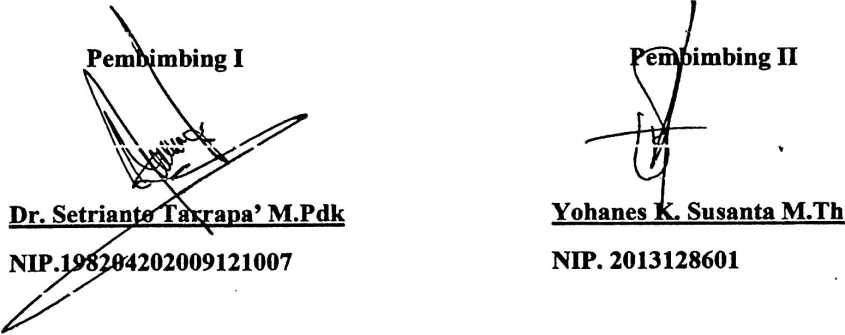 Pembimbing I
Pembimbing II
Dr. Setrianto Tarrapa’ M.Pdk
Yohanes K. Susanta M.Th
NIP.198204202009121007
NIP. 2013128601